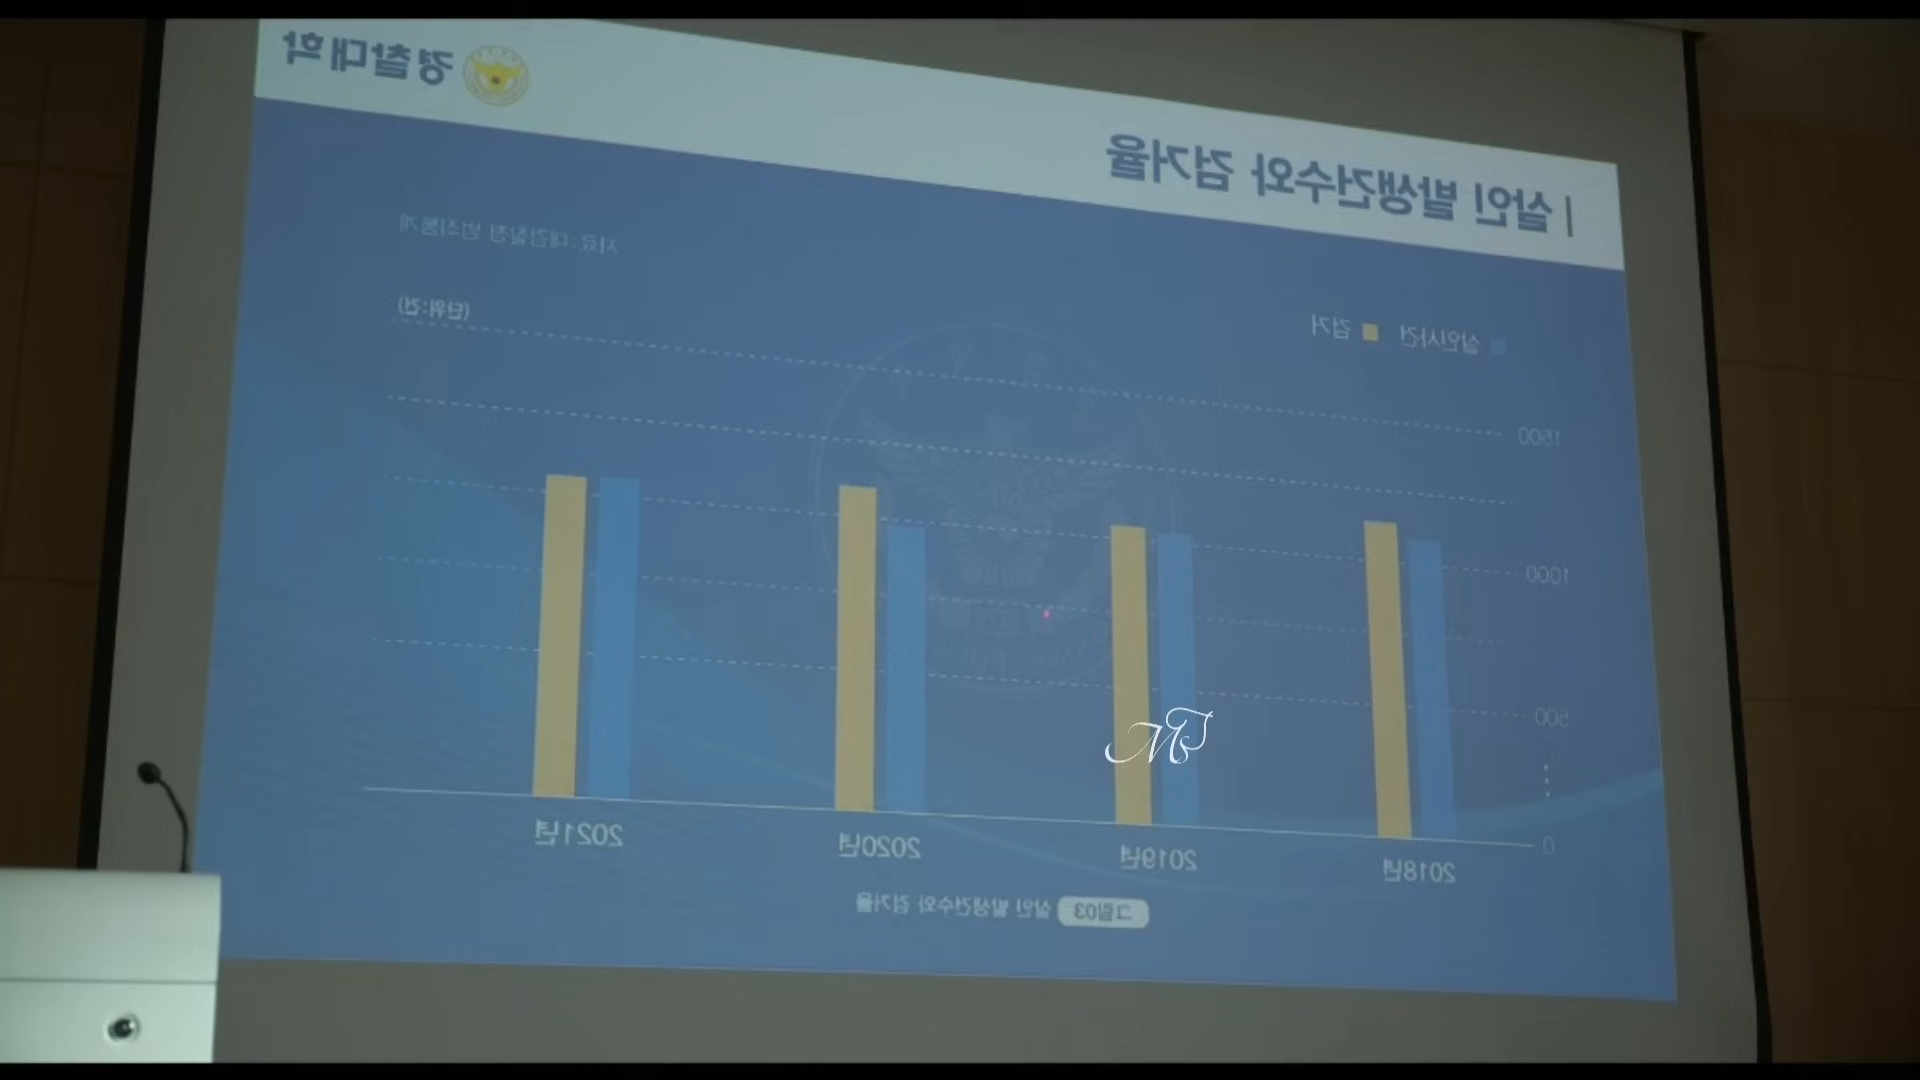 경찰대학
| 살인 발생건수와 검거율
자료: 대검찰청 범죄통계
(단위:건)
살인사건 검거
1500
1000
500
0
2018년 2019년 2020년 2021년
그림03 살인 발생건수와 검거율
MsT